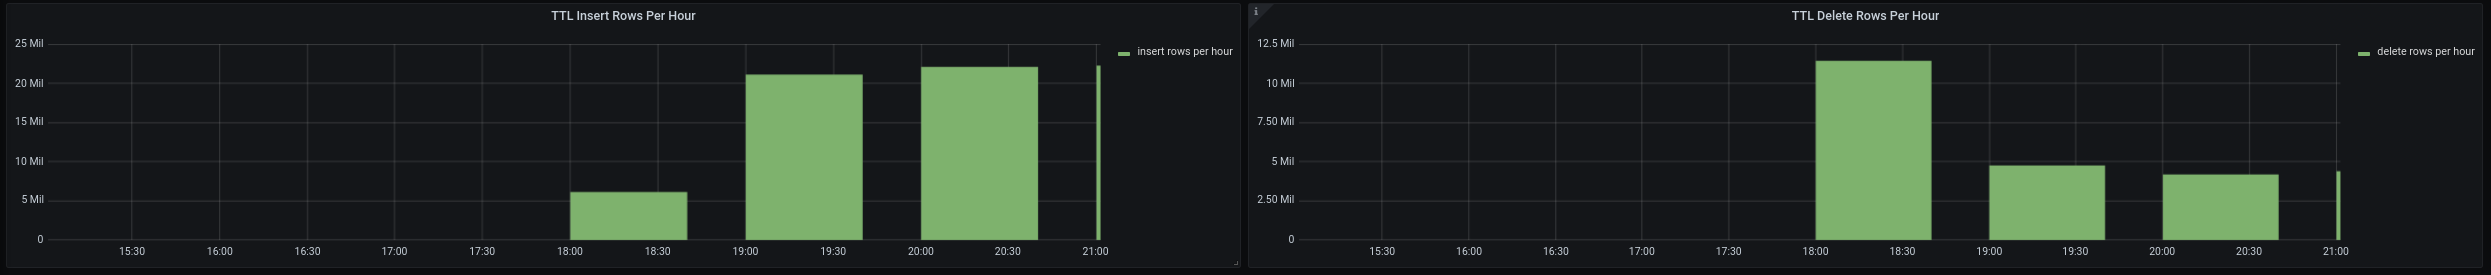 TTL Insert Rows Per Hour
25 Mil
20 Mil
15 Mil
10 Mil
5 Mil
0
15:30 16:00 16:30 17:00 17:30 18:00 18:30 19:00 19:30 20:00 20:30 21:00
insert rows per hour
i
TTL Delete Rows Per Hour
12.5 Mil
10 Mil
7.50 Mil
5 Mil
2.50 Mil
0
15:30 16:00 16:30 17:00 17:30 18:00 18:30 19:00 19:30 20:00 20:30 21:00
delete rows per hour